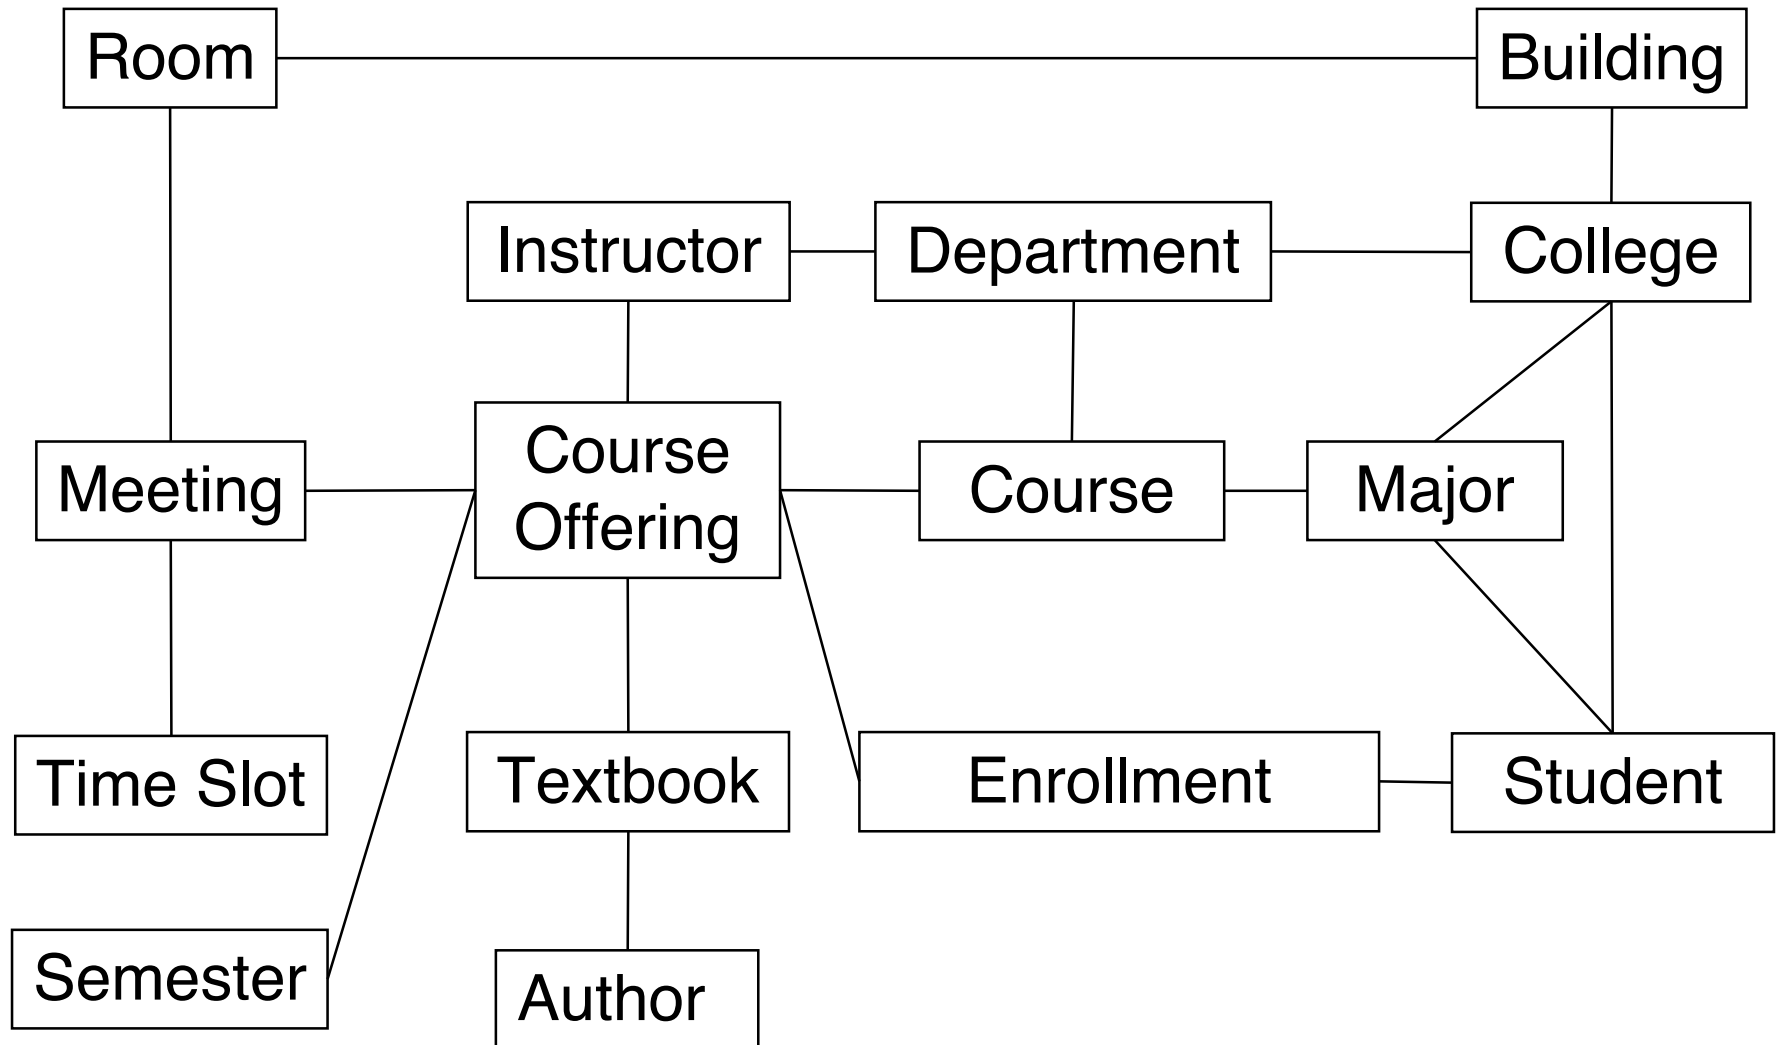 Room
Building
Instructor
Department
College
Course
Offering
Meeting
Course
Major
Time Slot
Textbook
Enrollment
Student
Semester
Author